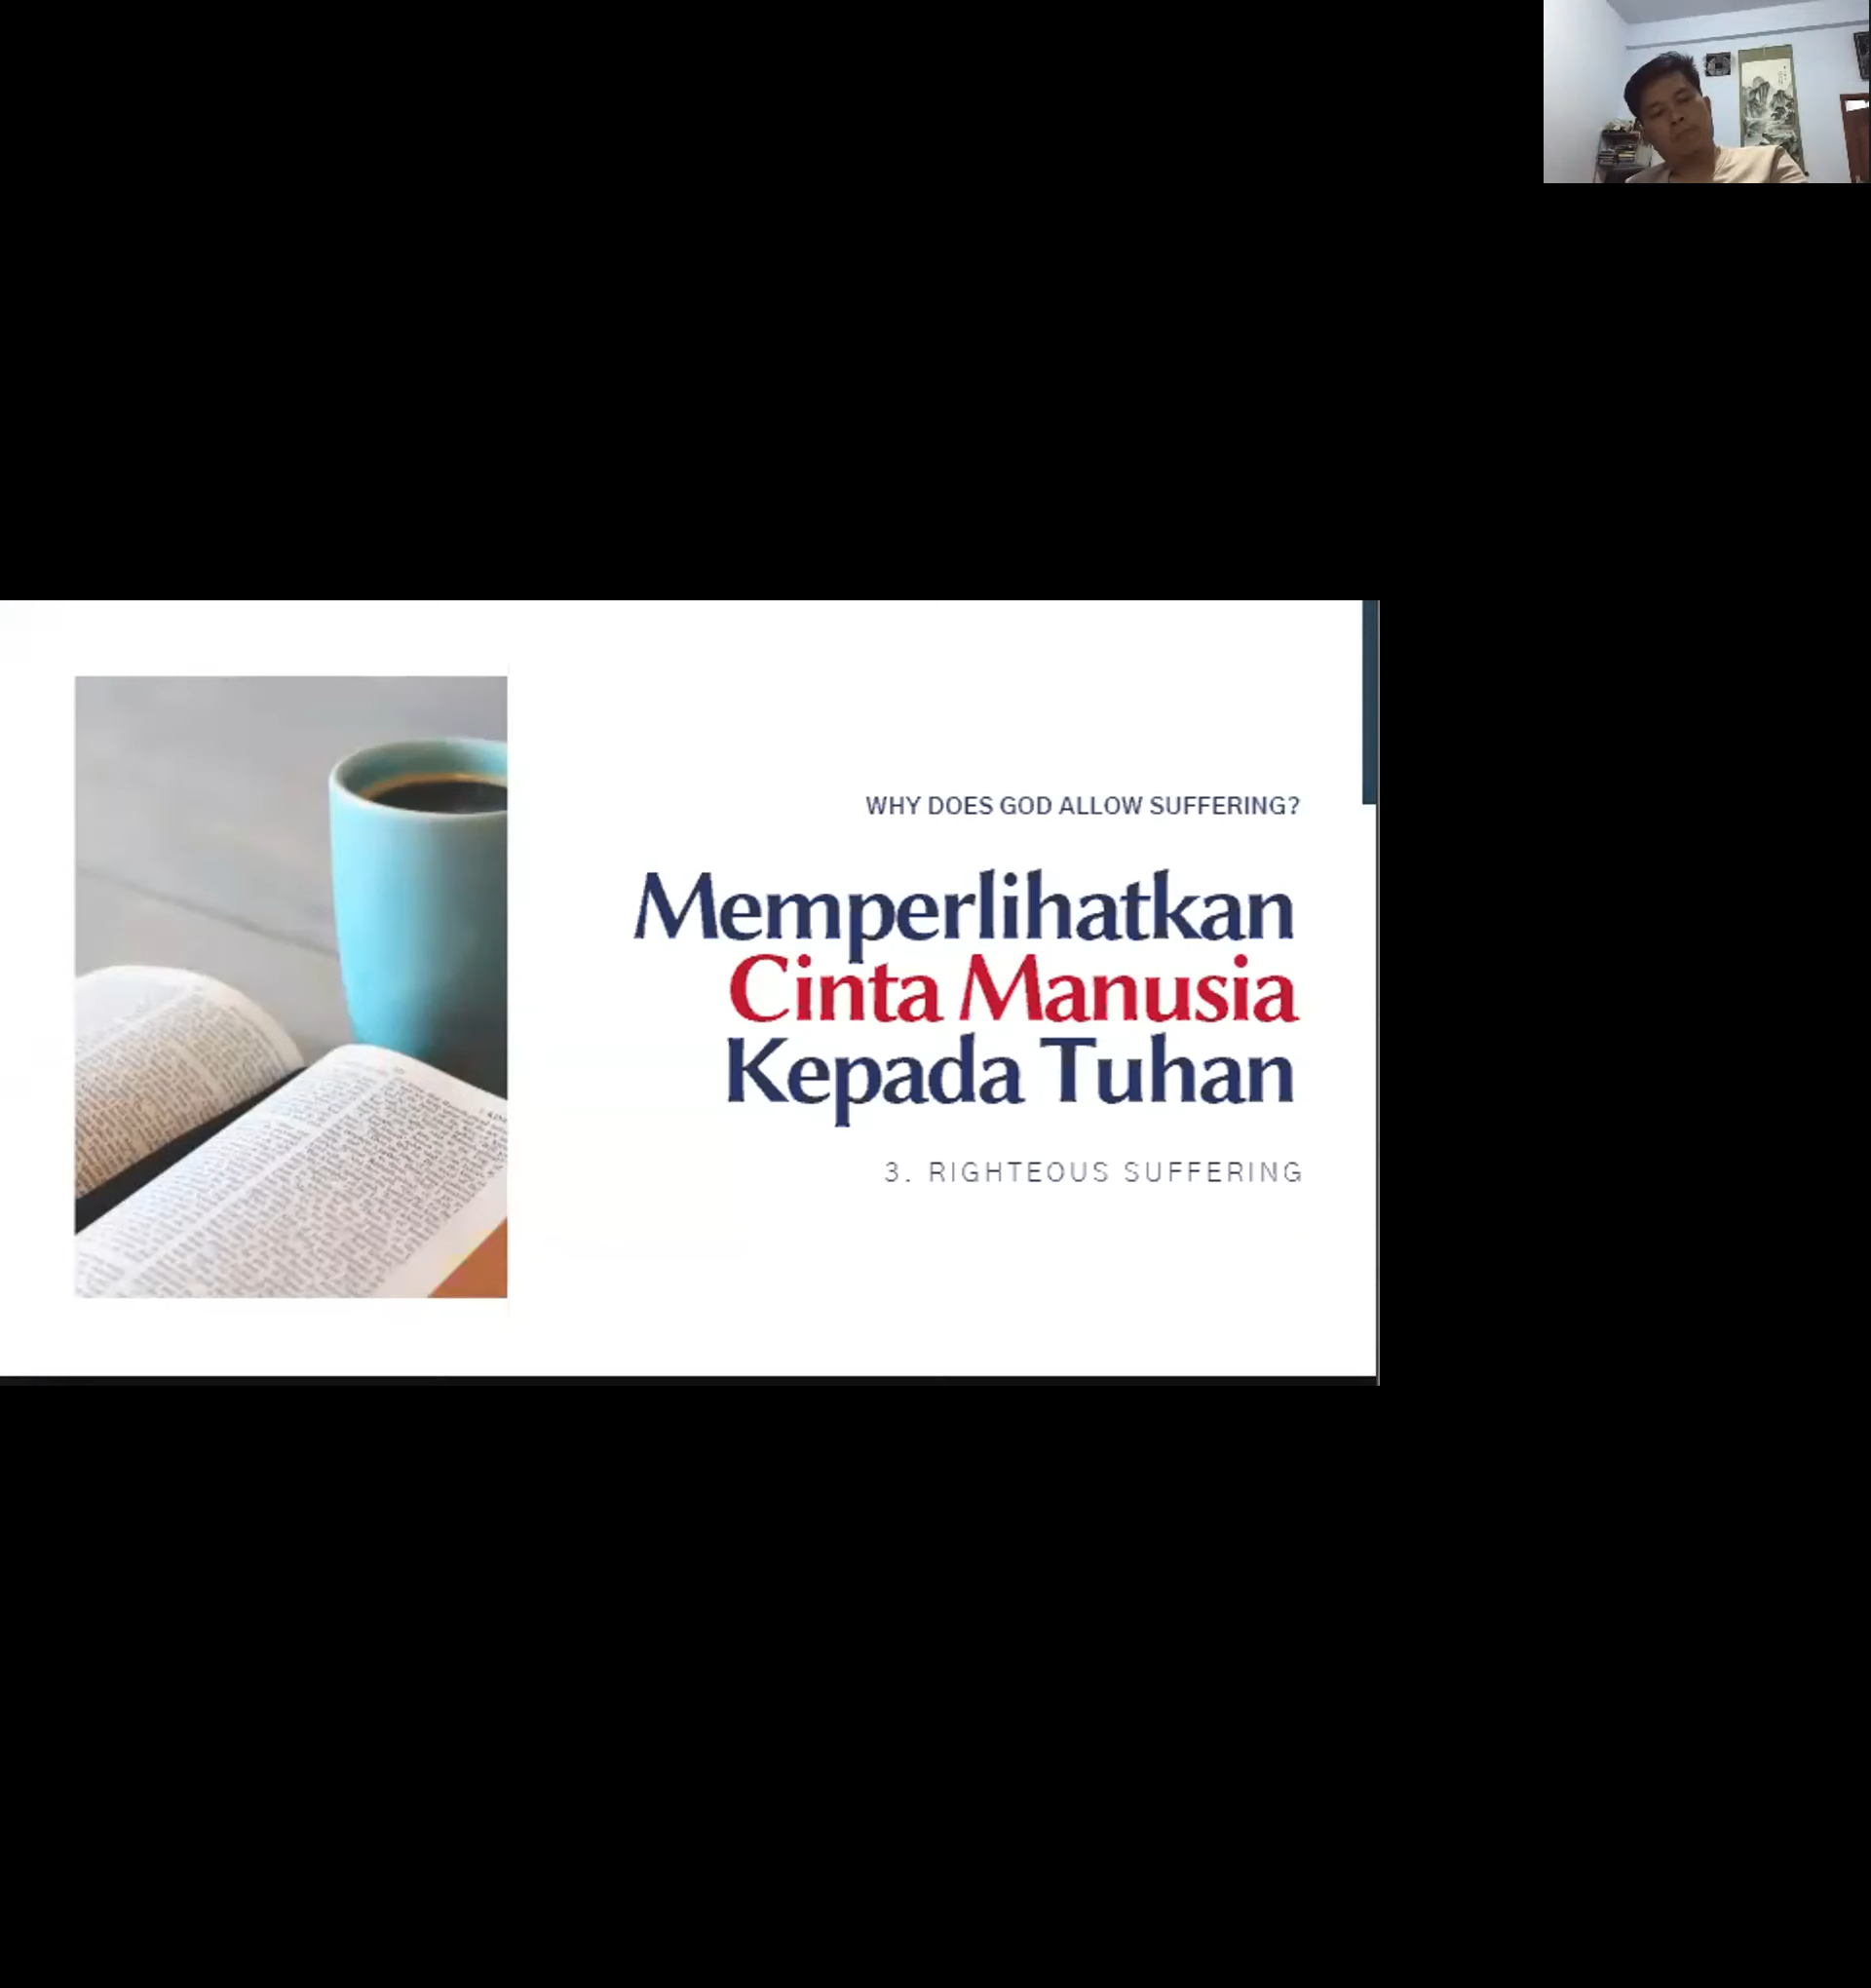 WHY DOES GOD ALLOW SUFFERING?
Memperlihatkan
Cinta Manusia
Kepada Tuhan
3. RIGHTEOUS SUFFERING